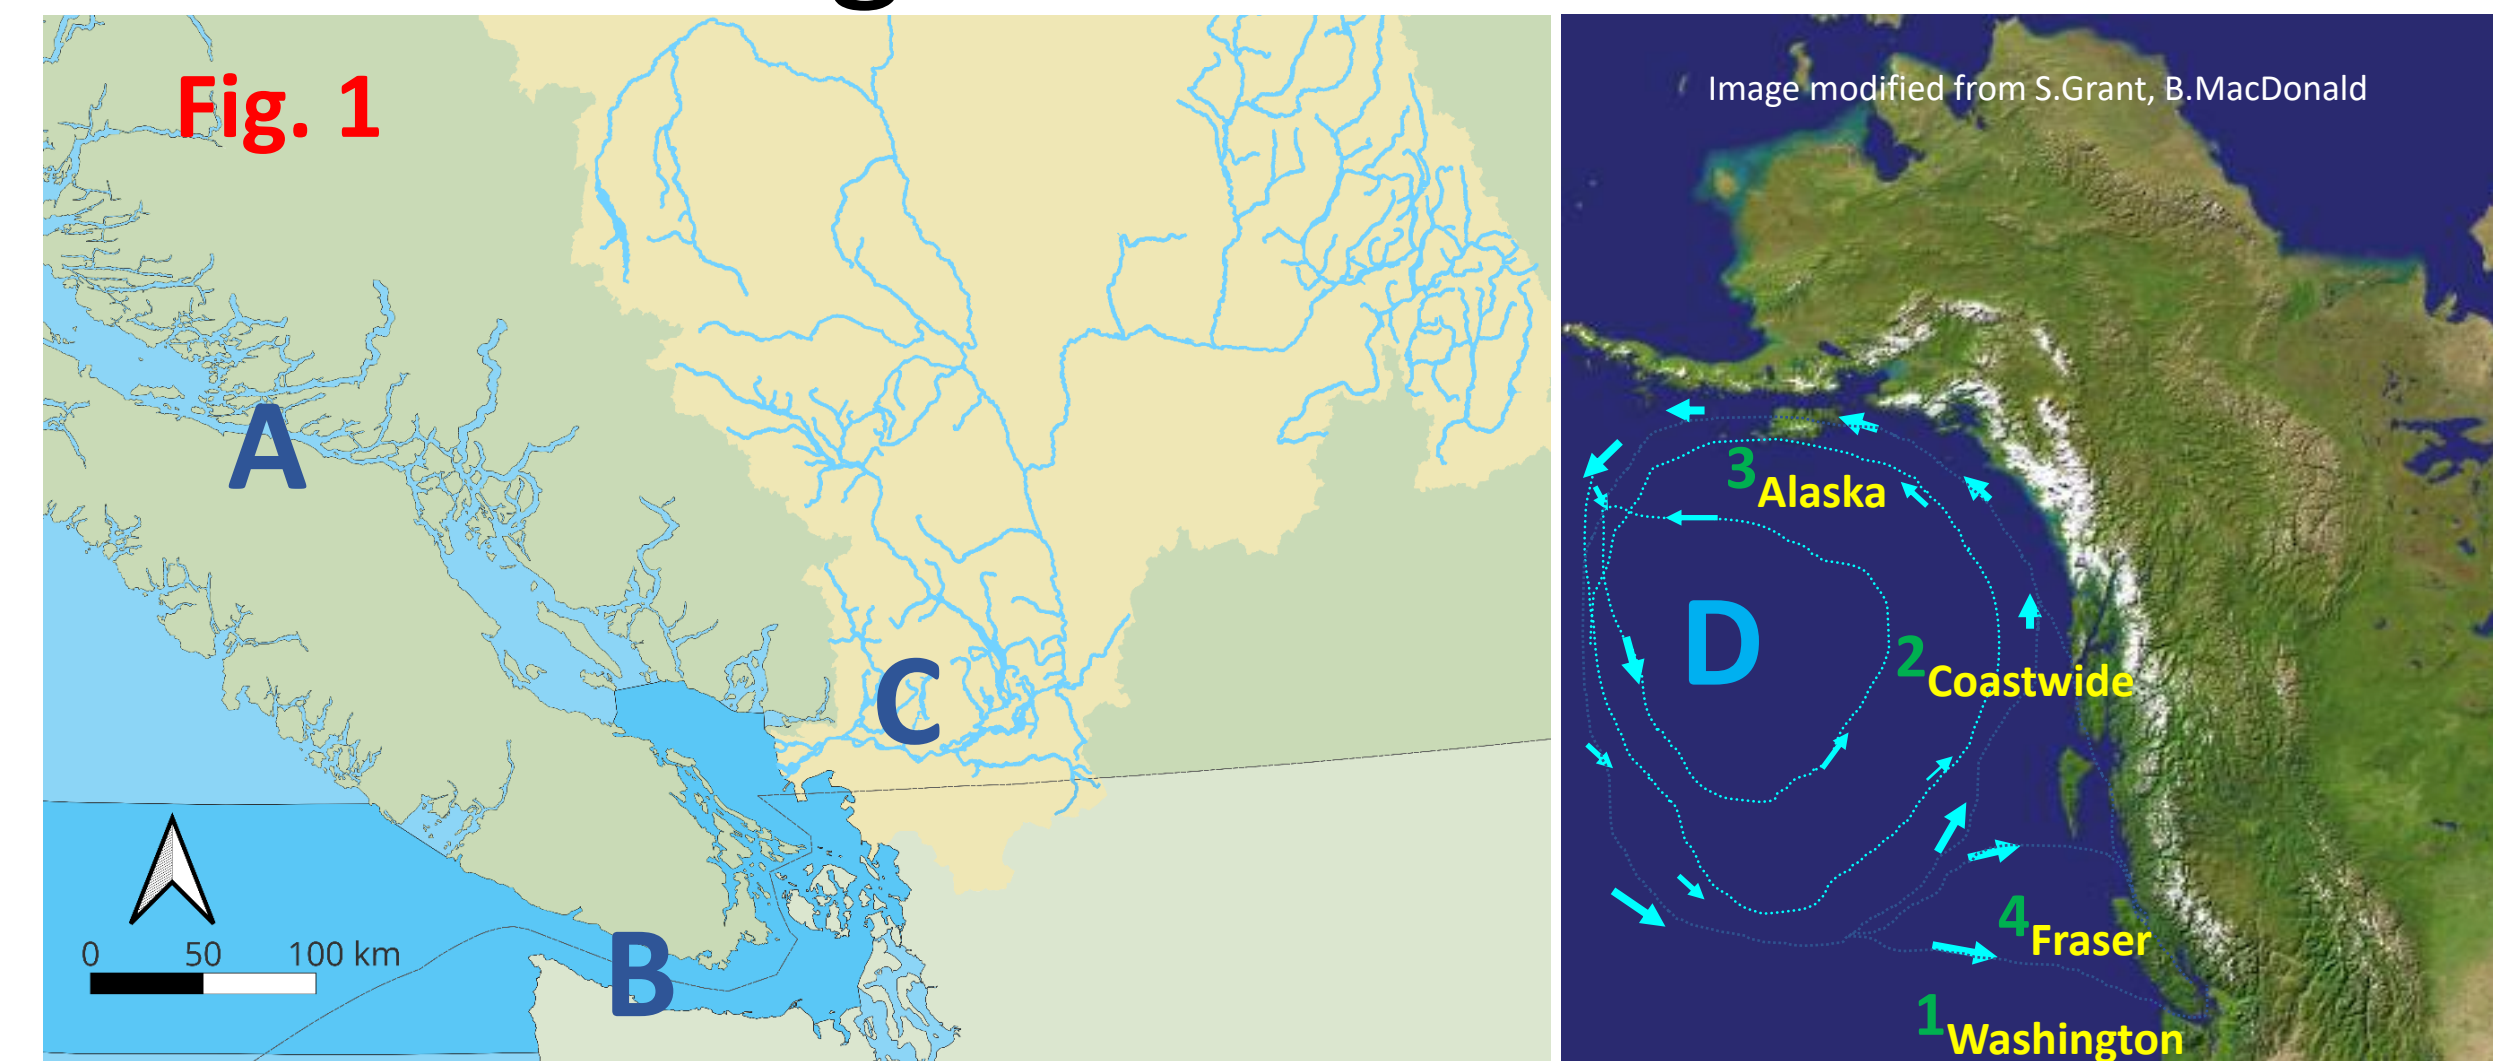 Fig. 1
A
B
C
0 50 100 km
Image modified from S.Grant, B.MacDonald
3 Alaska
D
2 Coastwide
4 Fraser
1 Washington